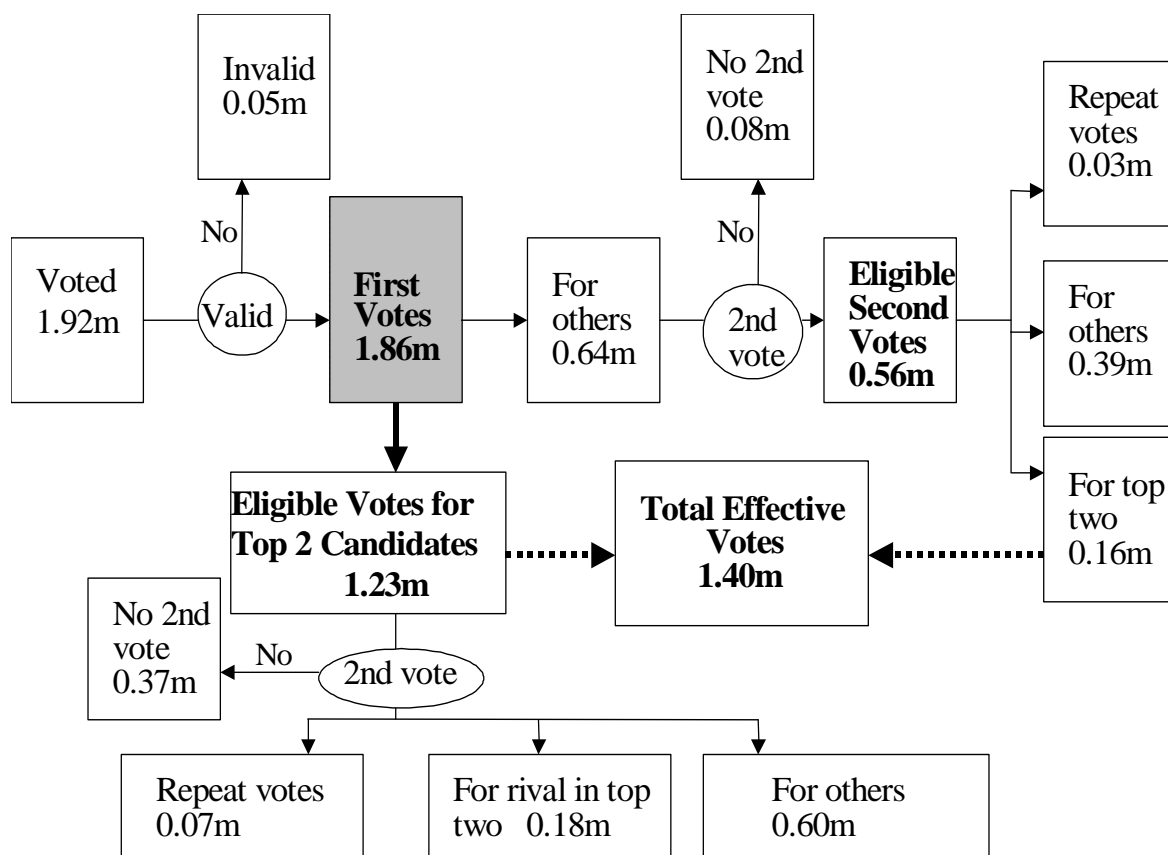 Invalid
0.05m
No 2nd
vote
0.08m
Repeat
votes
0.03m
No
No
Voted
1.92m
Valid
First
Votes
1.86m
For
others
0.64m
2nd
vote
Eligible
Second
Votes
0.56m
For
others
0.39m
Eligible Votes for
Top 2 Candidates
1.23m
Total Effective
Votes
1.40m
For top
two
0.16m
No 2nd
vote
0.37m
No
2nd vote
Repeat votes
0.07m
For rival in top
two 0.18m
For others
0.60m